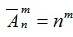 A̅ₙᵐ = nᵐ